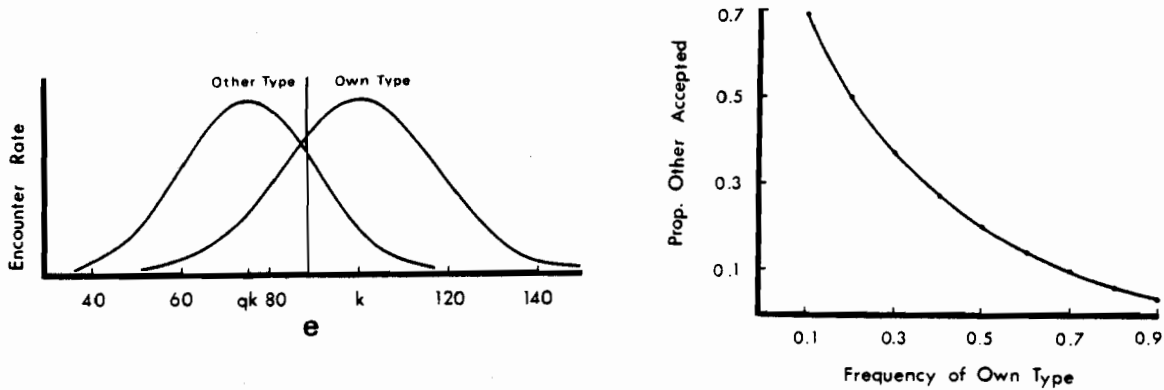 Other Type
Own Type
Encounter Rate
40
60
qk
80
k
120
140
e
0.7
0.5
0.3
0.1
Prop. Other Accepted
0.1
0.3
0.5
0.7
0.9
Frequency of Own Type